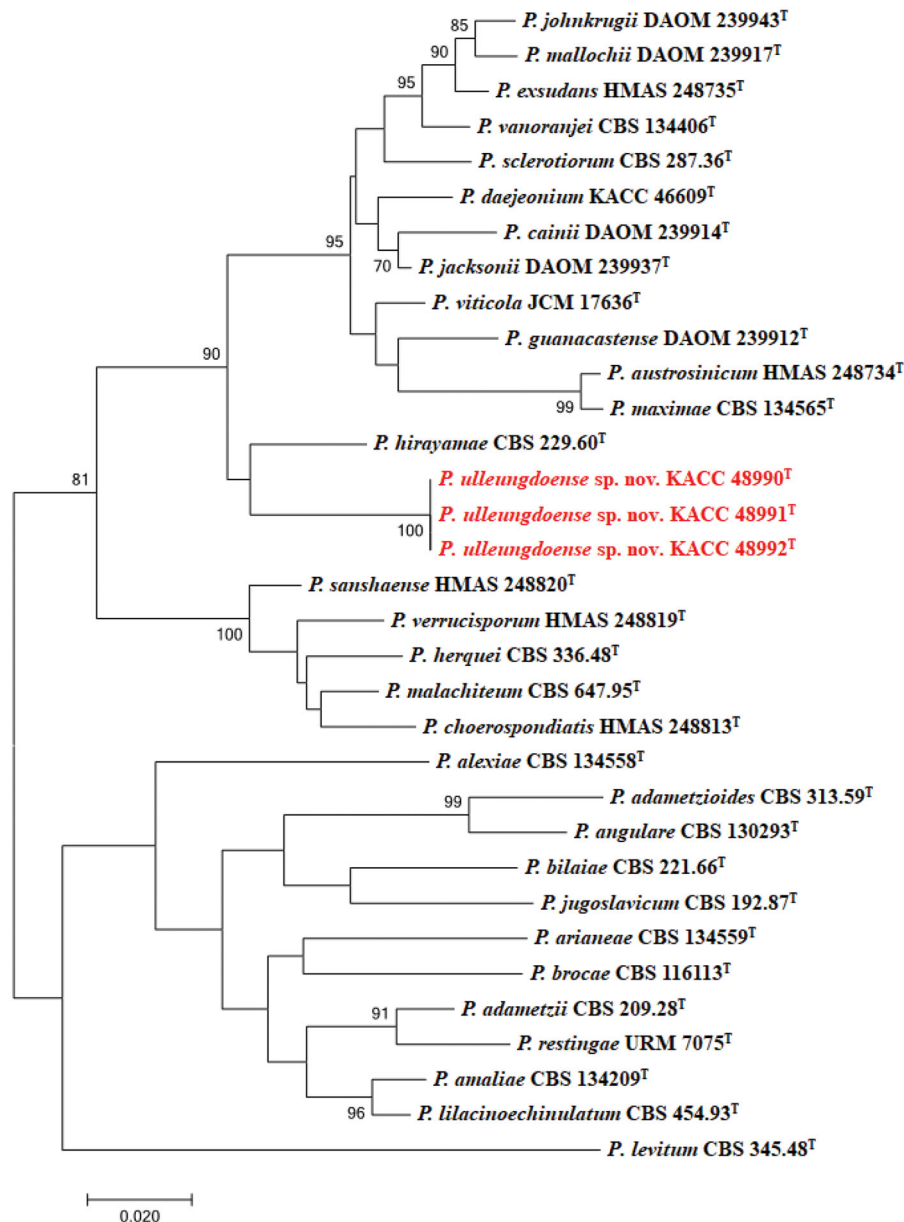 85
P. johnkrugii DAOM 239943T
P. mallochii DAOM 239917T
90
P. exsudans HMAS 248735T
95
P. vanoranjei CBS 134406T
P. sclerotiorum CBS 287.36T
P. daejeonium KACC 46609T
95
P. cainii DAOM 239914T
70
P. jacksonii DAOM 239937T
P. viticola JCM 17636T
P. guanacastense DAOM 239912T
90
P. austrosinicum HMAS 248734T
99
P. maximae CBS 134565T
P. hirayamae CBS 229.60T
81
P. ulleungdoense sp. nov. KACC 48990T
P. ulleungdoense sp. nov. KACC 48991T
100
P. ulleungdoense sp. nov. KACC 48992T
P. sanshaense HMAS 248820T
P. verrucisporum HMAS 248819T
100
P. herquei CBS 336.48T
P. malachiteum CBS 647.95T
P. choerospondiatis HMAS 248813T
P. alexiae CBS 134558T
99
P. adametzioides CBS 313.59T
P. angulare CBS 130293T
P. bilaiae CBS 221.66T
P. jugoslavicum CBS 192.87T
P. arianeae CBS 134559T
P. brocae CBS 116113T
91
P. adametzii CBS 209.28T
P. restingae URM 7075T
P. amaliae CBS 134209T
96
P. lilacinoechinulatum CBS 454.93T
P. levitum CBS 345.48T
0.020